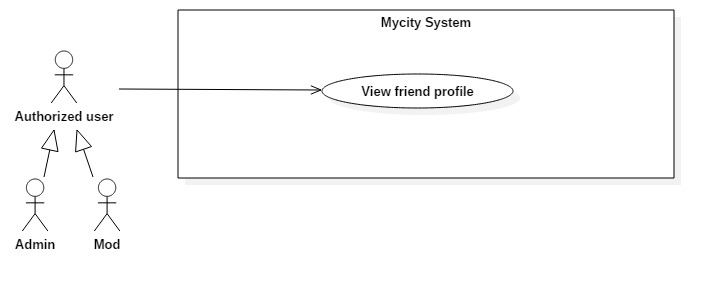 Mycity System
View friend profile
Authorized user
Admin
Mod